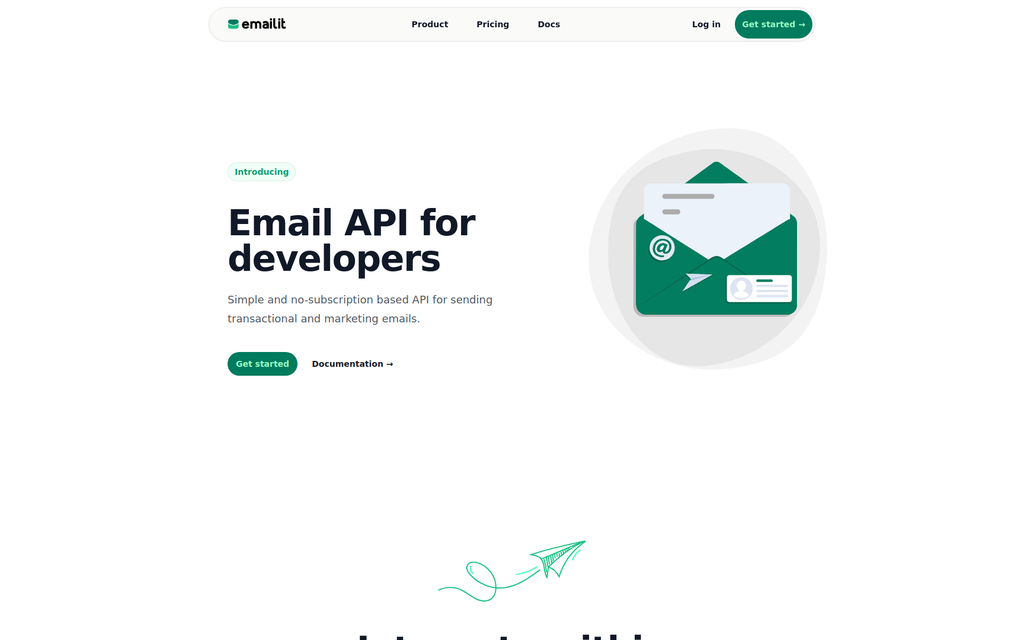 emailit
Product
Pricing
Docs
Log in
Get started →
Introducing
Email API for
developers
Simple and no-subscription based API for sending
transactional and marketing emails.
Get started
Documentation →
@